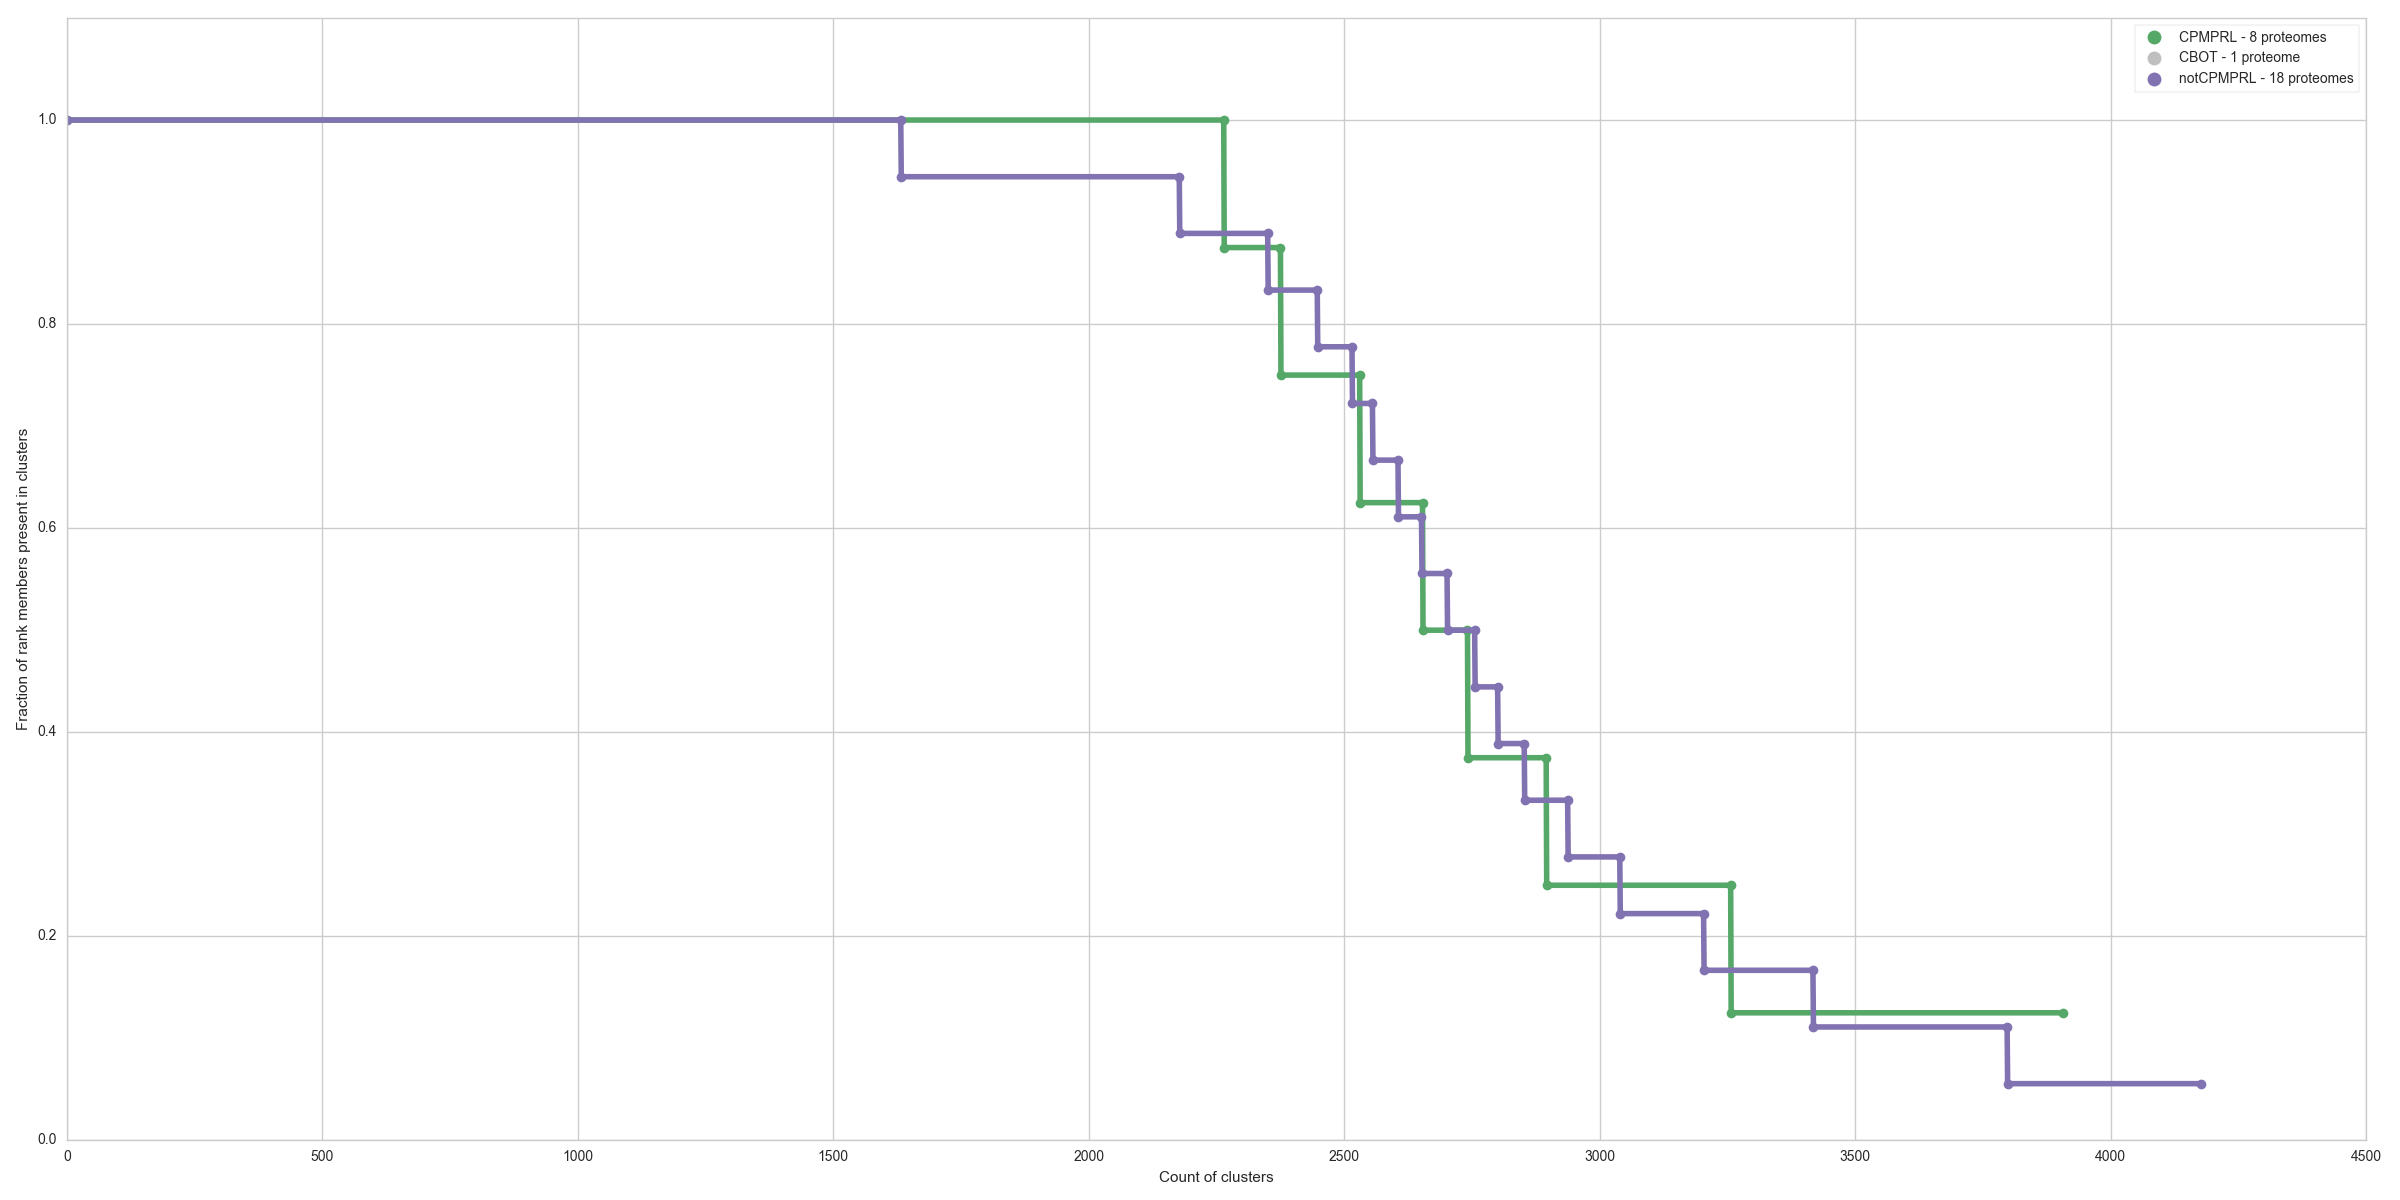 CPMPRL - 8 proteomes
CBOT - 1 proteome
notCPMPRL - 18 proteomes
1.0
0.8
0.6
0.4
0.2
0.0
Fraction of rank members present in clusters
0 500 1000 1500 2000 2500 3000 3500 4000 4500
Count of clusters